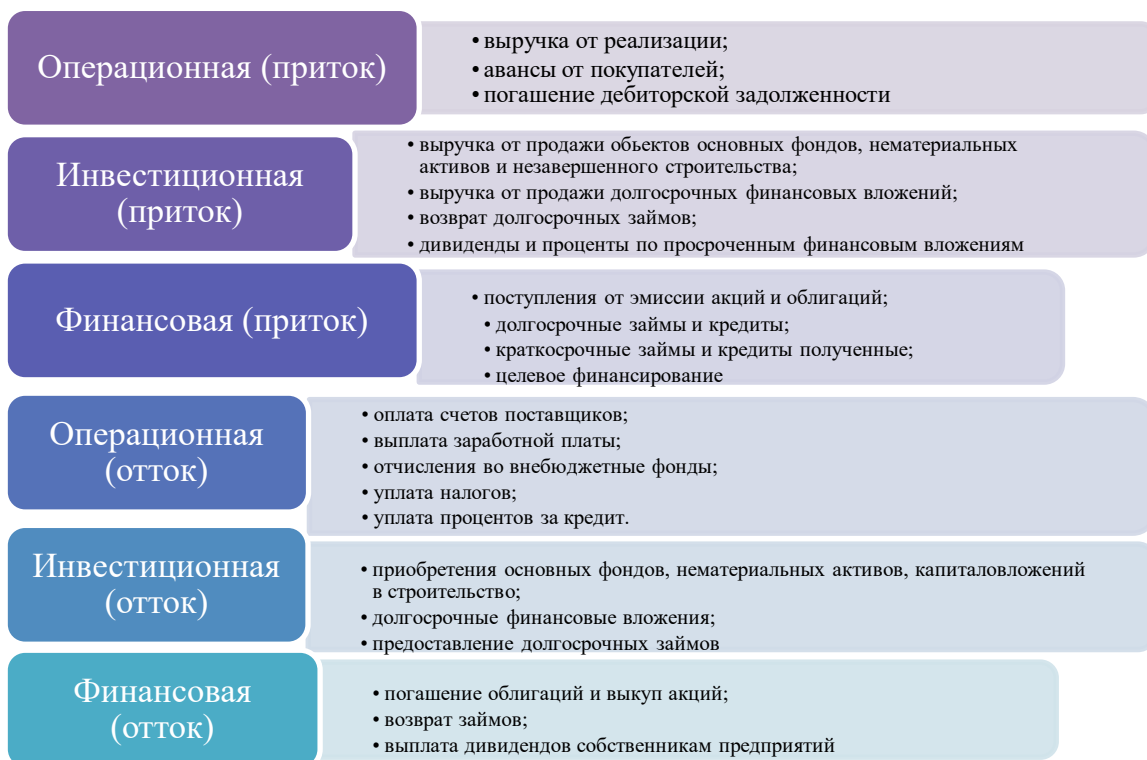 Операционная (приток)
• выручка от реализации;
• авансы от покупателей;
• погашение дебиторской задолженности
Инвестиционная
(приток)
• выручка от продажи обьектов основных фондов, нематериальных
активов и незавершенного строительства;
• выручка от продажи долгосрочных финансовых вложений;
• возврат долгосрочных займов;
• дивиденды и проценты по просроченным финансовым вложениям
Финансовая (приток)
• поступления от эмиссии акций и облигаций;
• долгосрочные займы и кредиты;
• краткосрочные займы и кредиты полученные;
• целевое финансирование
Операционная
(отток)
• оплата счетов поставщиков;
• выплата заработной платы;
• отчисления во внебюджетные фонды;
• уплата налогов;
• уплата процентов за кредит.
Инвестиционная
(отток)
• приобретения основных фондов, нематериальных активов, капиталовложений
в строительство;
• долгосрочные финансовые вложения;
• предоставление долгосрочных займов
Финансовая
(отток)
• погашение облигаций и выкуп акций;
• возврат займов;
• выплата дивидендов собственникам предприятий